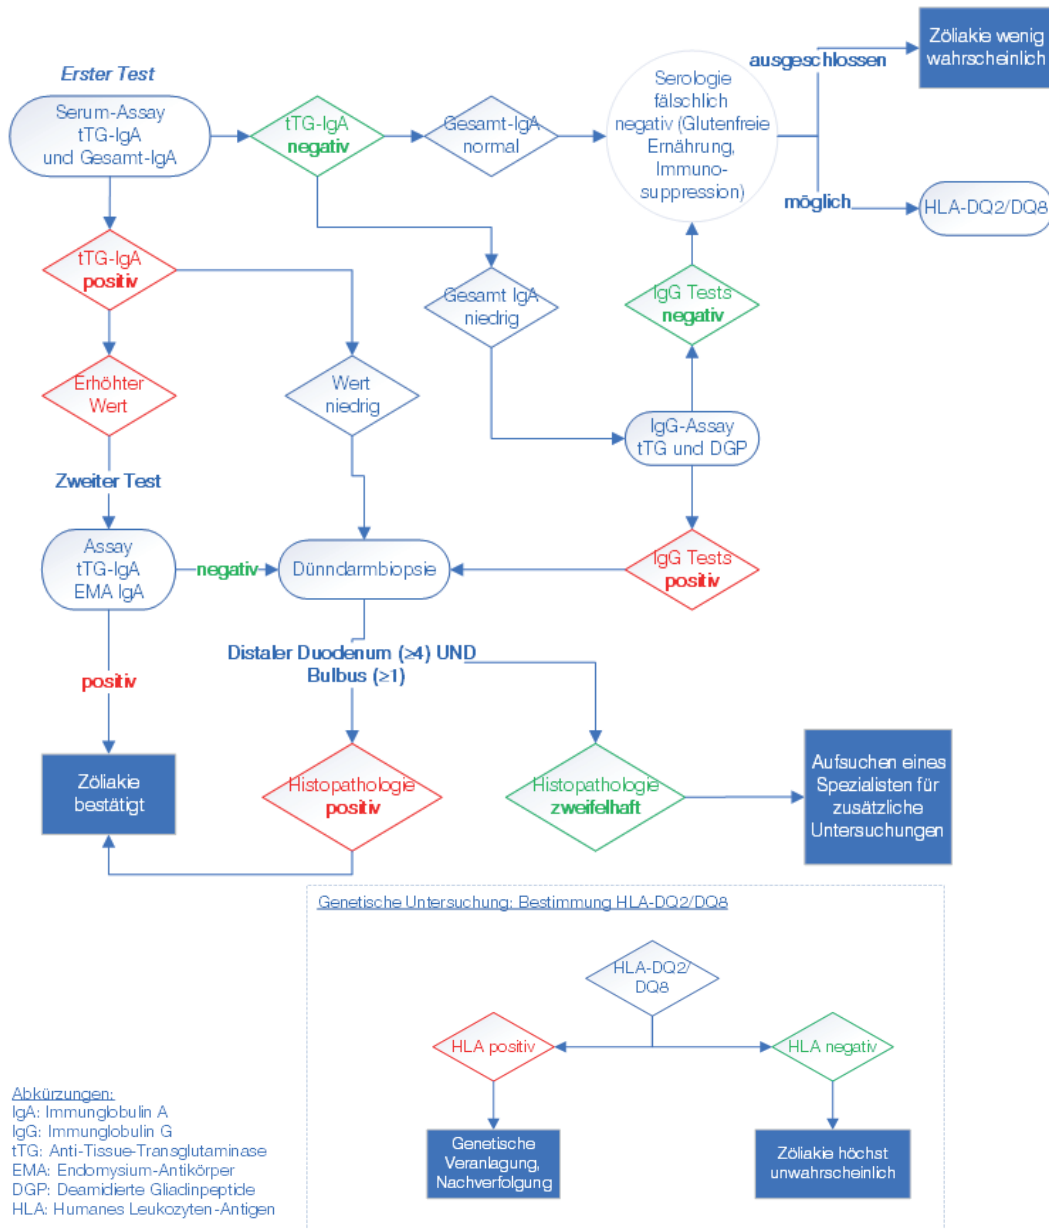 Erster Test
Serum-Assay
tTG-IgA
und Gesamt-IgA
tTG-IgA
negativ
Gesamt-IgA
normal
Serologie
fälschlich
negativ (Glutenfreie
Ernährung,
Immuno-
suppression)
ausgeschlossen
Zöliakie wenig
wahrscheinlich
möglich
HLA-DQ2/DQ8
tTG-IgA
positiv
Gesamt IgA
niedrig
IgG Tests
negativ
Erhöhter
Wert
Wert
niedrig
IgG-Assay
tTG und DGP
Zweiter Test
Assay
tTG-IgA
EMA IgA
negativ
Dünndarmbiopsie
IgG Tests
positiv
Distaler Duodenum (≥4) UND
Bulbus (≥1)
positiv
Zöliakie
bestätigt
Histopathologie
positiv
Histopathologie
zweifelhaft
Aufsuchen eines
Spezialisten für
zusätzliche
Untersuchungen
Genetische Untersuchung: Bestimmung HLA-DQ2/DQ8
HLA-DQ2/
DQ8
HLA positiv
HLA negativ
Genetische
Veranlagung,
Nachverfolgung
Zöliakie höchst
unwahrscheinlich
Abkürzungen:
IgA: Immunglobulin A
IgG: Immunglobulin G
tTG: Anti-Tissue-Transglutaminase
EMA: Endomysium-Antikörper
DGP: Deamidierte Gliadinpeptide
HLA: Humanes Leukozyten-Antigen